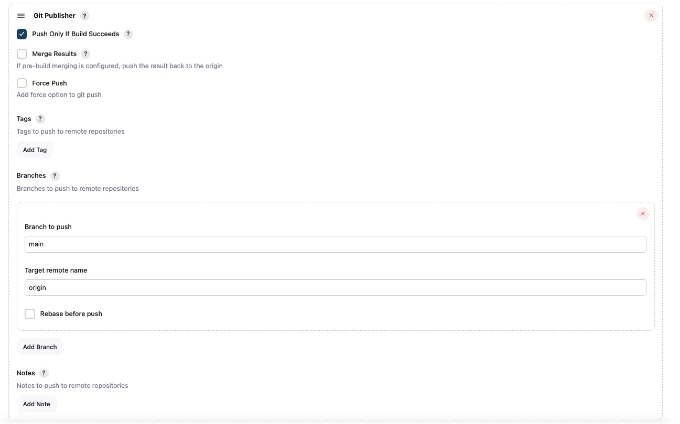 Git Publisher ?
Push Only If Build Succeeds ?
Merge Results ?
If pre-build merging is configured, push the result back to the origin
Force Push
Add force option to git push
Tags ?
Tags to push to remote repositories
Add Tag
Branches ?
Branches to push to remote repositories
Branch to push
main
Target remote name
origin
Rebase before push
Add Branch
Notes ?
Notes to push to remote repositories
Add Note